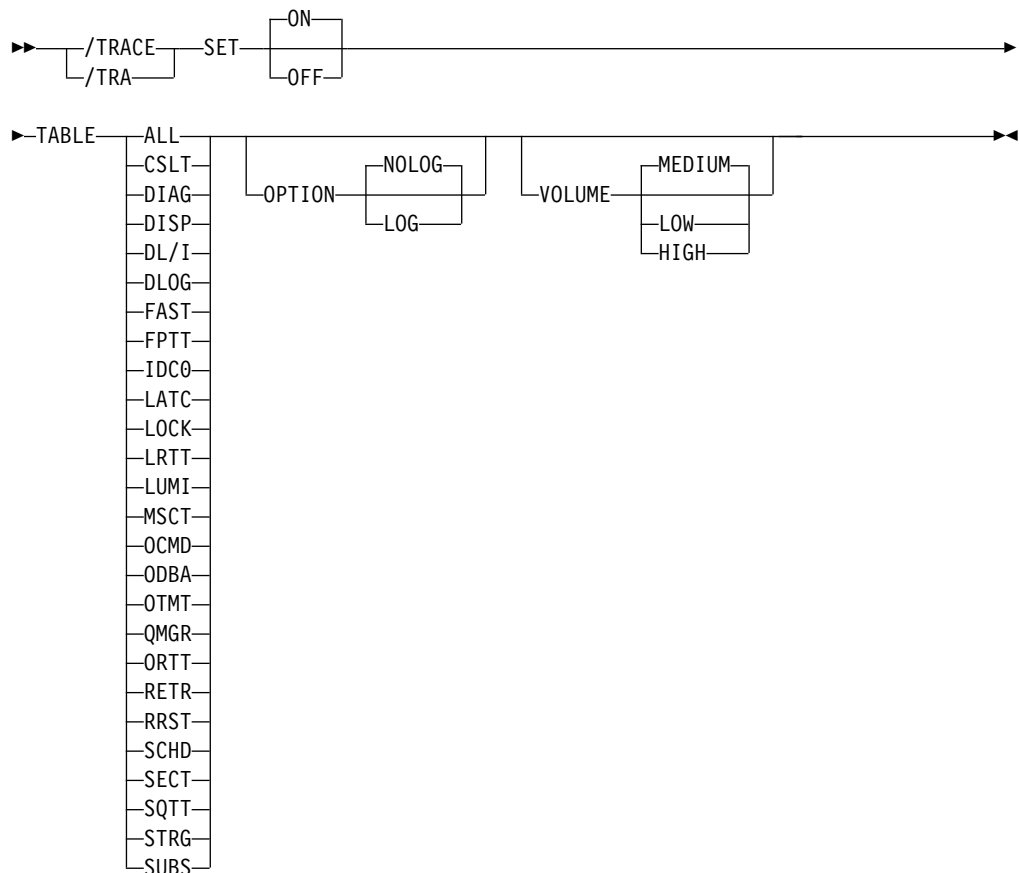 ON
/TRACE SET
/TRA OFF
TABLE ALL
CSLT NOLOG MEDIUM
DIAG OPTION VOLUME
DISP LOG LOW
DL/I HIGH
DLOG
FAST
FPTT
IDC0
LATC
LOCK
LRTT
LUMI
MSCT
OCMD
ODBA
OTMT
QMGR
ORTT
RETR
RRST
SCHD
SECT
SQTT
STRG
SUBS